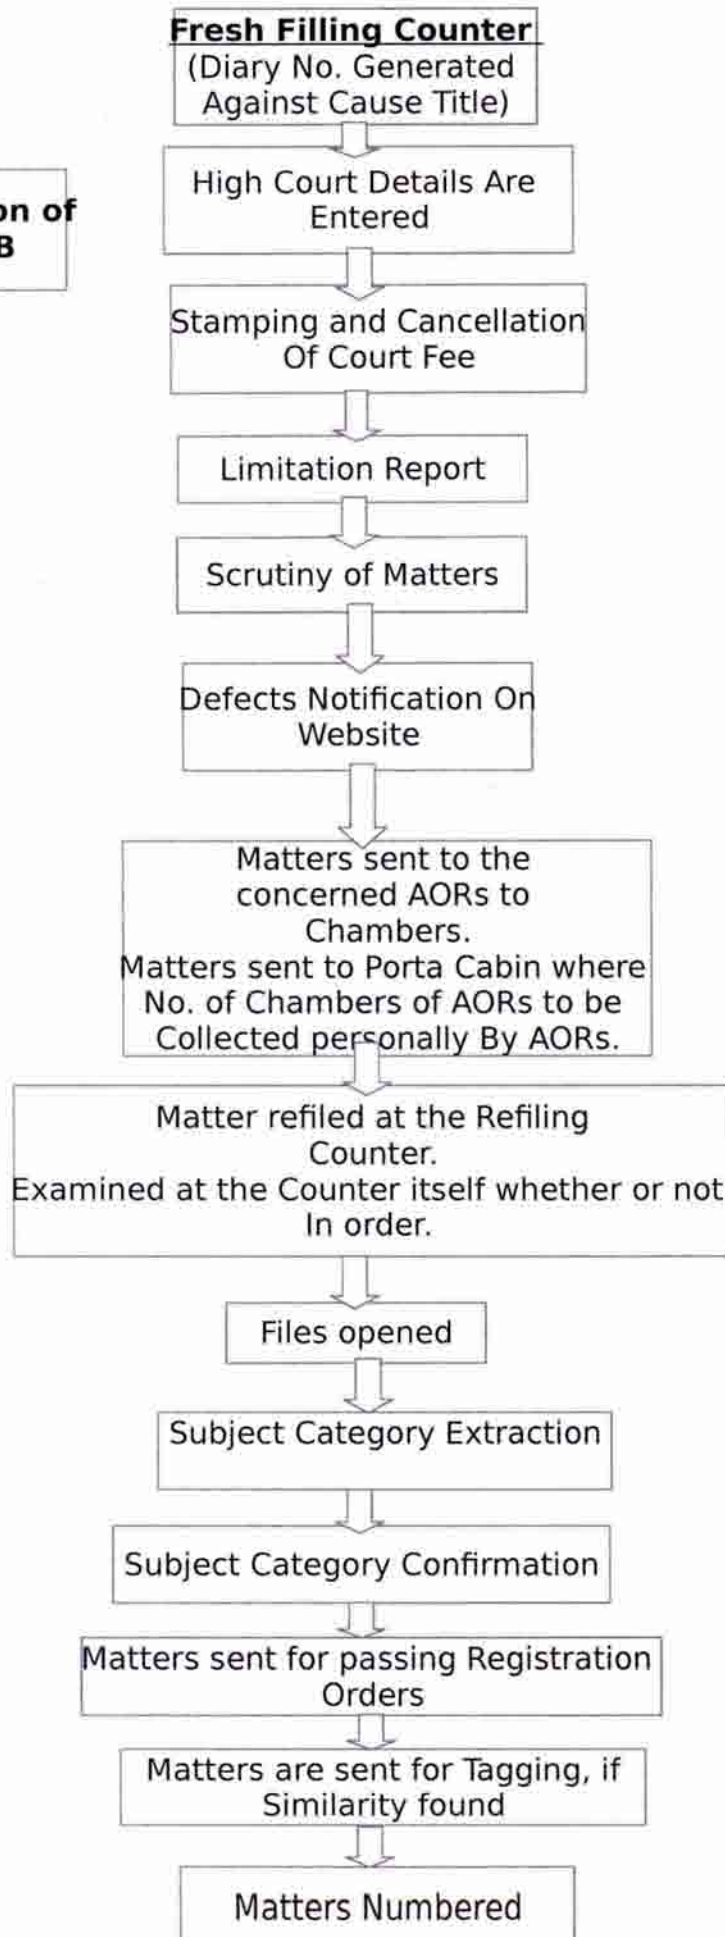 Fresh Filling Counter
(Diary No. Generated
Against Cause Title)
on of
B
High Court Details Are
Entered
Stamping and Cancellation
Of Court Fee
Limitation Report
Scrutiny of Matters
Defects Notification On
Website
Matters sent to the
concerned AORs to
Chambers.
Matters sent to Porta Cabin where
No. of Chambers of AORs to be
Collected personally By AORs.
Matter refiled at the Refiling
Counter.
Examined at the Counter itself whether or not
In order.
Files opened
Subject Category Extraction
Subject Category Confirmation
Matters sent for passing Registration
Orders
Matters are sent for Tagging, if
Similarity found
Matters Numbered